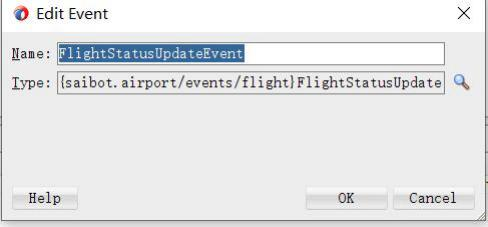 Edit Event
Name: FlightStatusUpdateEvent
Type: {saibot.airport/events/flight}FlightStatusUpdate
Help OK Cancel